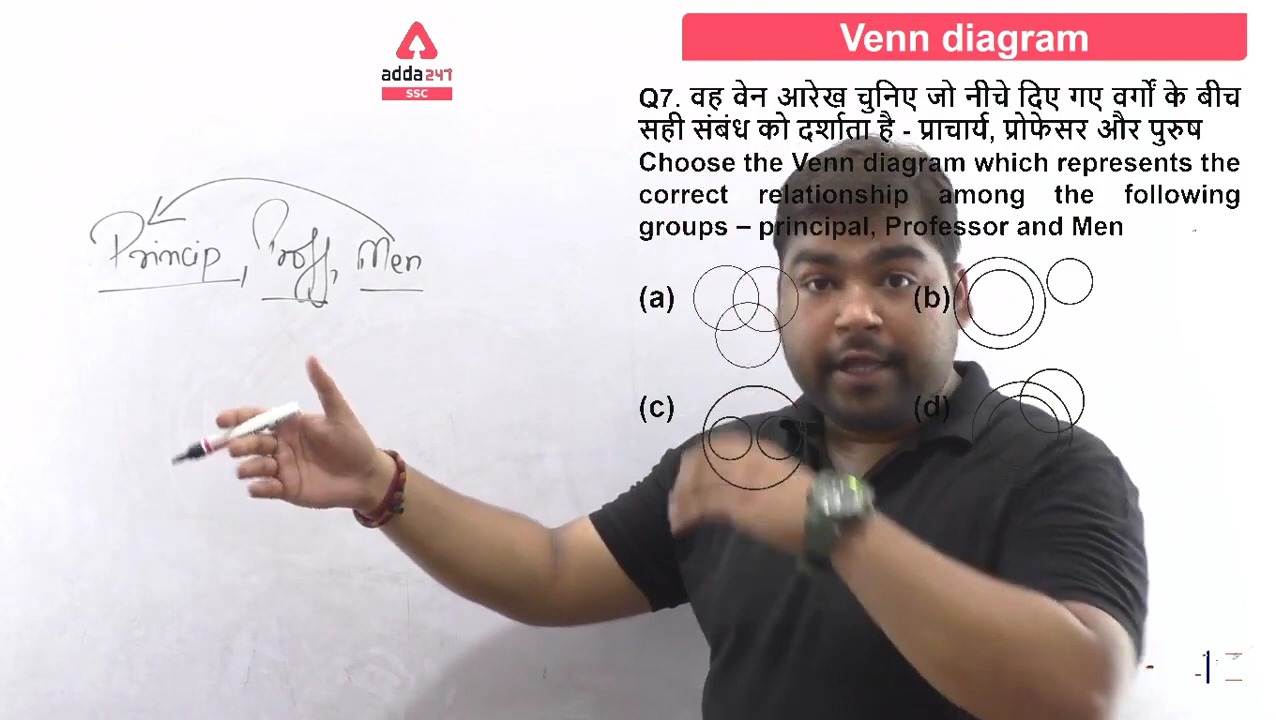 adda247
SSC
Venn diagram
Q7. वह वेन आरेख चुनिए जो नीचे दिए गए वर्गों के बीच
सही संबंध को दर्शाता है - प्राचार्य, प्रोफेसर और पुरुष
Choose the Venn diagram which represents the
correct relationship among the following
groups – principal, Professor and Men
Princip, Proff, Men
(a)
(b)
(c)
(d)